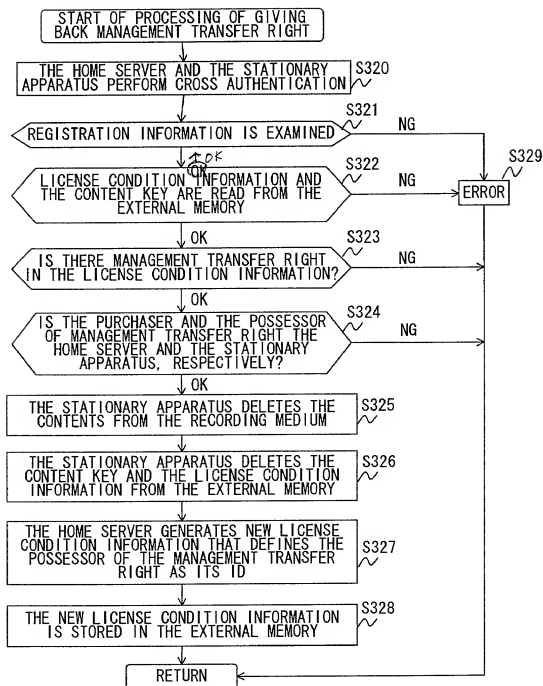 START OF PROCESSING OF GIVING
BACK MANAGEMENT TRANSFER RIGHT
S320
THE HOME SERVER AND THE STATIONARY
APPARATUS PERFORM CROSS AUTHENTICATION
S321
REGISTRATION INFORMATION IS EXAMINED
NG
OK
OK
S322
LICENSE CONDITION INFORMATION AND
THE CONTENT KEY ARE READ FROM THE
EXTERNAL MEMORY
NG
S329
ERROR
OK
S323
IS THERE MANAGEMENT TRANSFER RIGHT
IN THE LICENSE CONDITION INFORMATION?
NG
OK
S324
IS THE PURCHASER AND THE POSSESSOR
OF MANAGEMENT TRANSFER RIGHT THE
HOME SERVER AND THE STATIONARY
APPARATUS, RESPECTIVELY?
NG
OK
S325
THE STATIONARY APPARATUS DELETES THE
CONTENTS FROM THE RECORDING MEDIUM
S326
THE STATIONARY APPARATUS DELETES THE
CONTENT KEY AND THE LICENSE CONDITION
INFORMATION FROM THE EXTERNAL MEMORY
S327
THE HOME SERVER GENERATES NEW LICENSE
CONDITION INFORMATION THAT DEFINES THE
POSSESSOR OF THE MANAGEMENT TRANSFER
RIGHT AS ITS ID
S328
THE NEW LICENSE CONDITION INFORMATION
IS STORED IN THE EXTERNAL MEMORY
RETURN